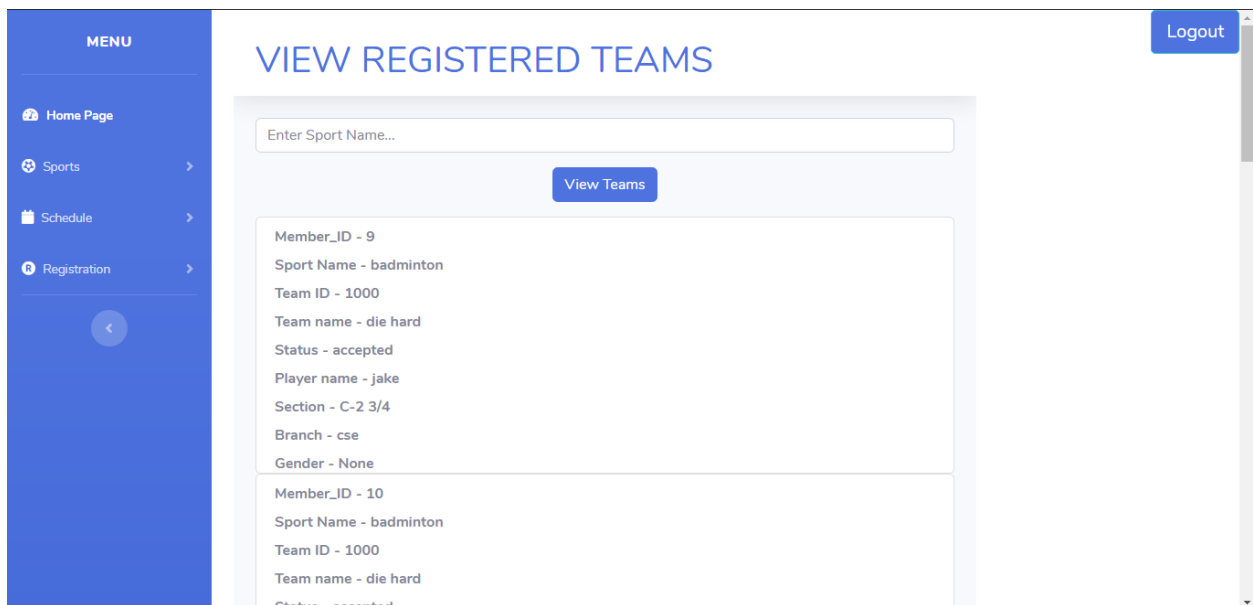 MENU
Home Page
Sports
Schedule
Registration
Logout
VIEW REGISTERED TEAMS
Enter Sport Name...
View Teams
Member_ID - 9
Sport Name - badminton
Team ID - 1000
Team name - die hard
Status - accepted
Player name - jake
Section - C-2 3/4
Branch - cse
Gender - None
Member_ID - 10
Sport Name - badminton
Team ID - 1000
Team name - die hard